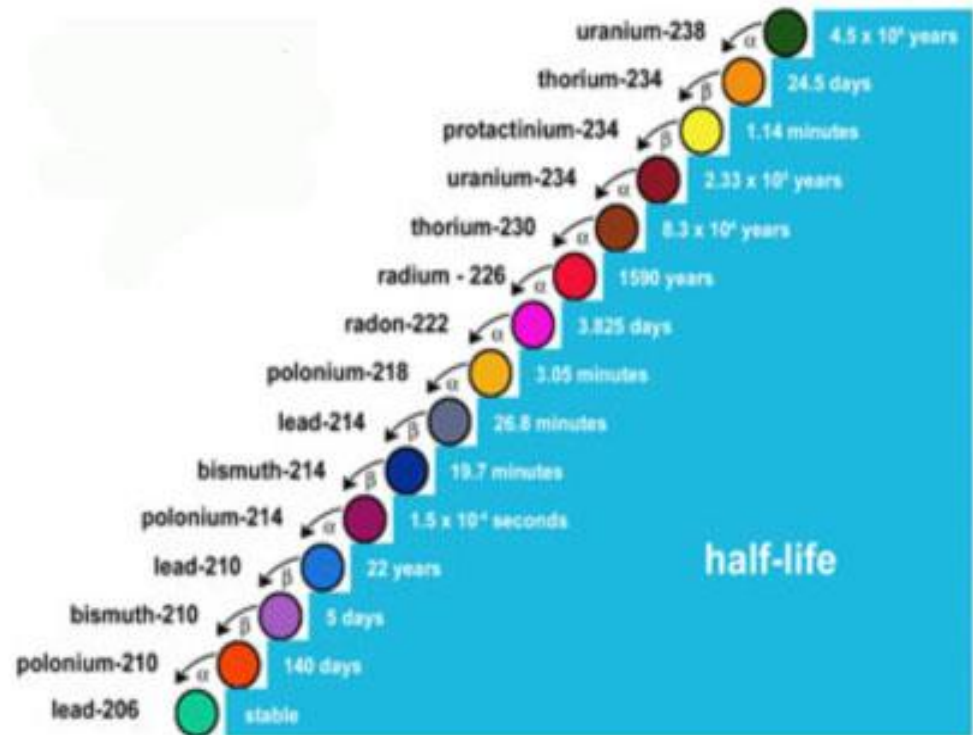 uranium-238 α 4.5 x 10⁹ years
thorium-234 β 24.5 days
protactinium-234 β 1.14 minutes
uranium-234 α 2.33 x 10⁵ years
thorium-230 α 8.3 x 10⁴ years
radium - 226 α 1590 years
radon-222 α 3.825 days
polonium-218 α 3.05 minutes
lead-214 β 26.8 minutes
bismuth-214 β 19.7 minutes
polonium-214 α 1.5 x 10⁻⁴ seconds
half-life
lead-210 β 22 years
bismuth-210 β 5 days
polonium-210 α 140 days
lead-206 stable